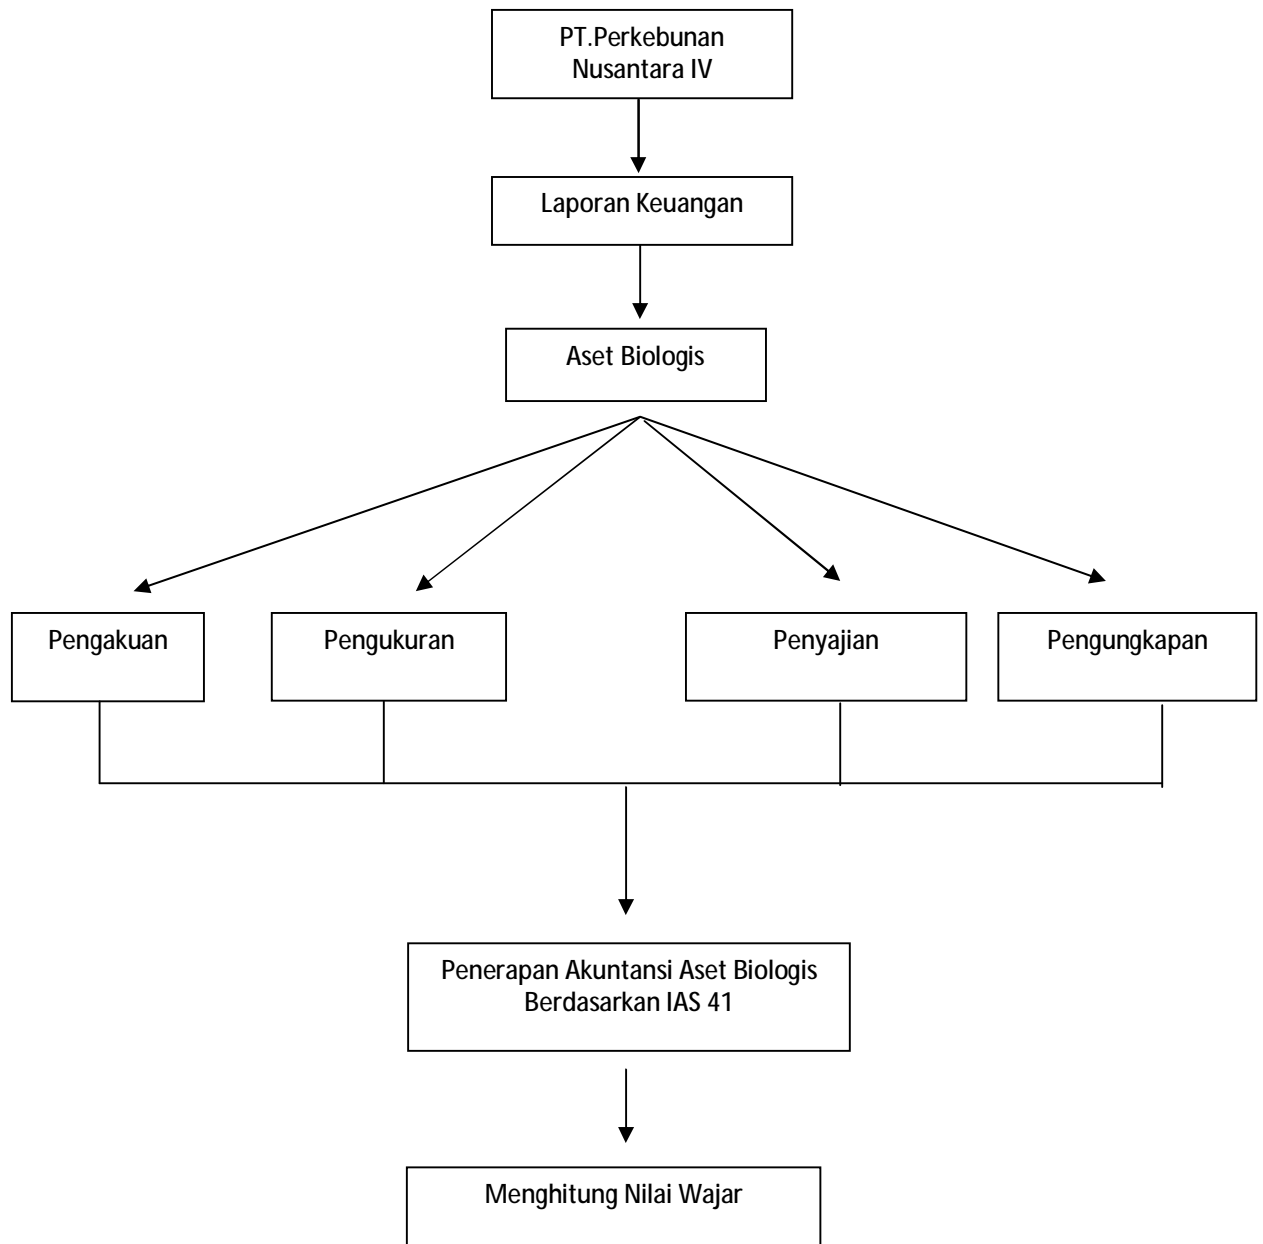 PT.Perkebunan
Nusantara IV
Laporan Keuangan
Aset Biologis
Pengakuan
Pengukuran
Penyajian
Pengungkapan
Penerapan Akuntansi Aset Biologis
Berdasarkan IAS 41
Menghitung Nilai Wajar